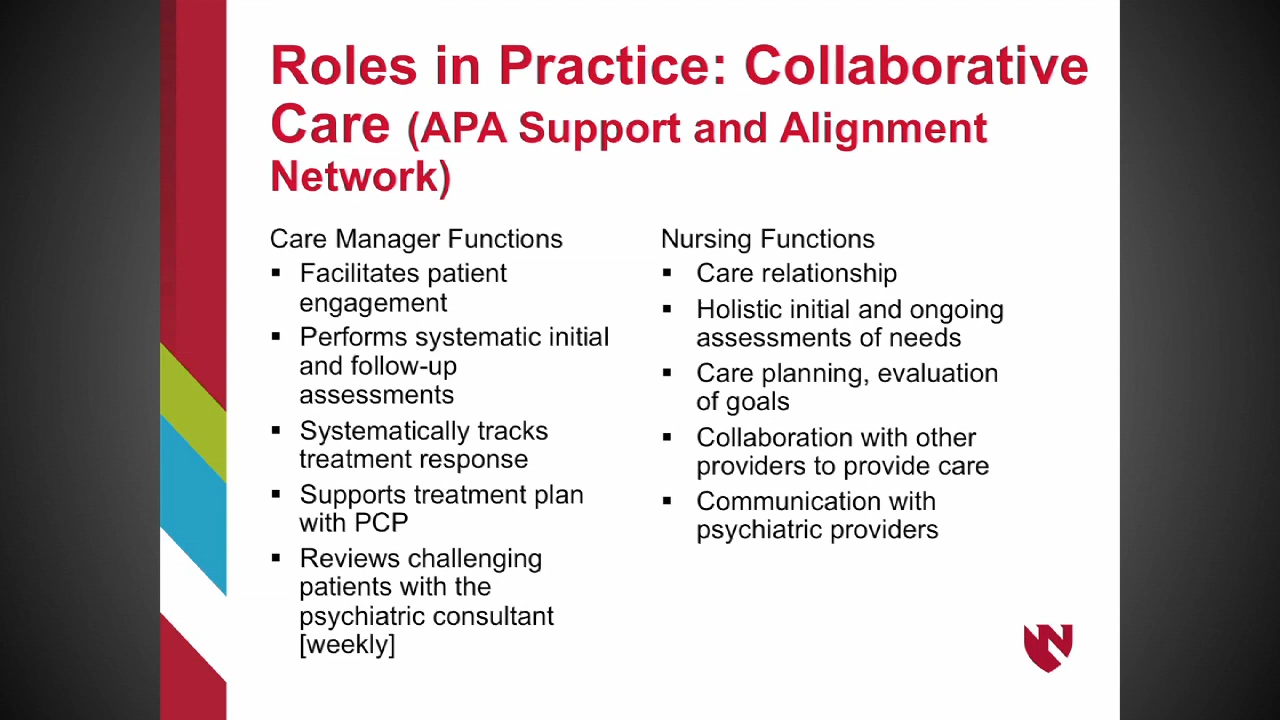 Roles in Practice: Collaborative
Care (APA Support and Alignment
Network)
Care Manager Functions
▪ Facilitates patient
engagement
▪ Performs systematic initial
and follow-up
assessments
▪ Systematically tracks
treatment response
▪ Supports treatment plan
with PCP
▪ Reviews challenging
patients with the
psychiatric consultant
[weekly]
Nursing Functions
▪ Care relationship
▪ Holistic initial and ongoing
assessments of needs
▪ Care planning, evaluation
of goals
▪ Collaboration with other
providers to provide care
▪ Communication with
psychiatric providers
N